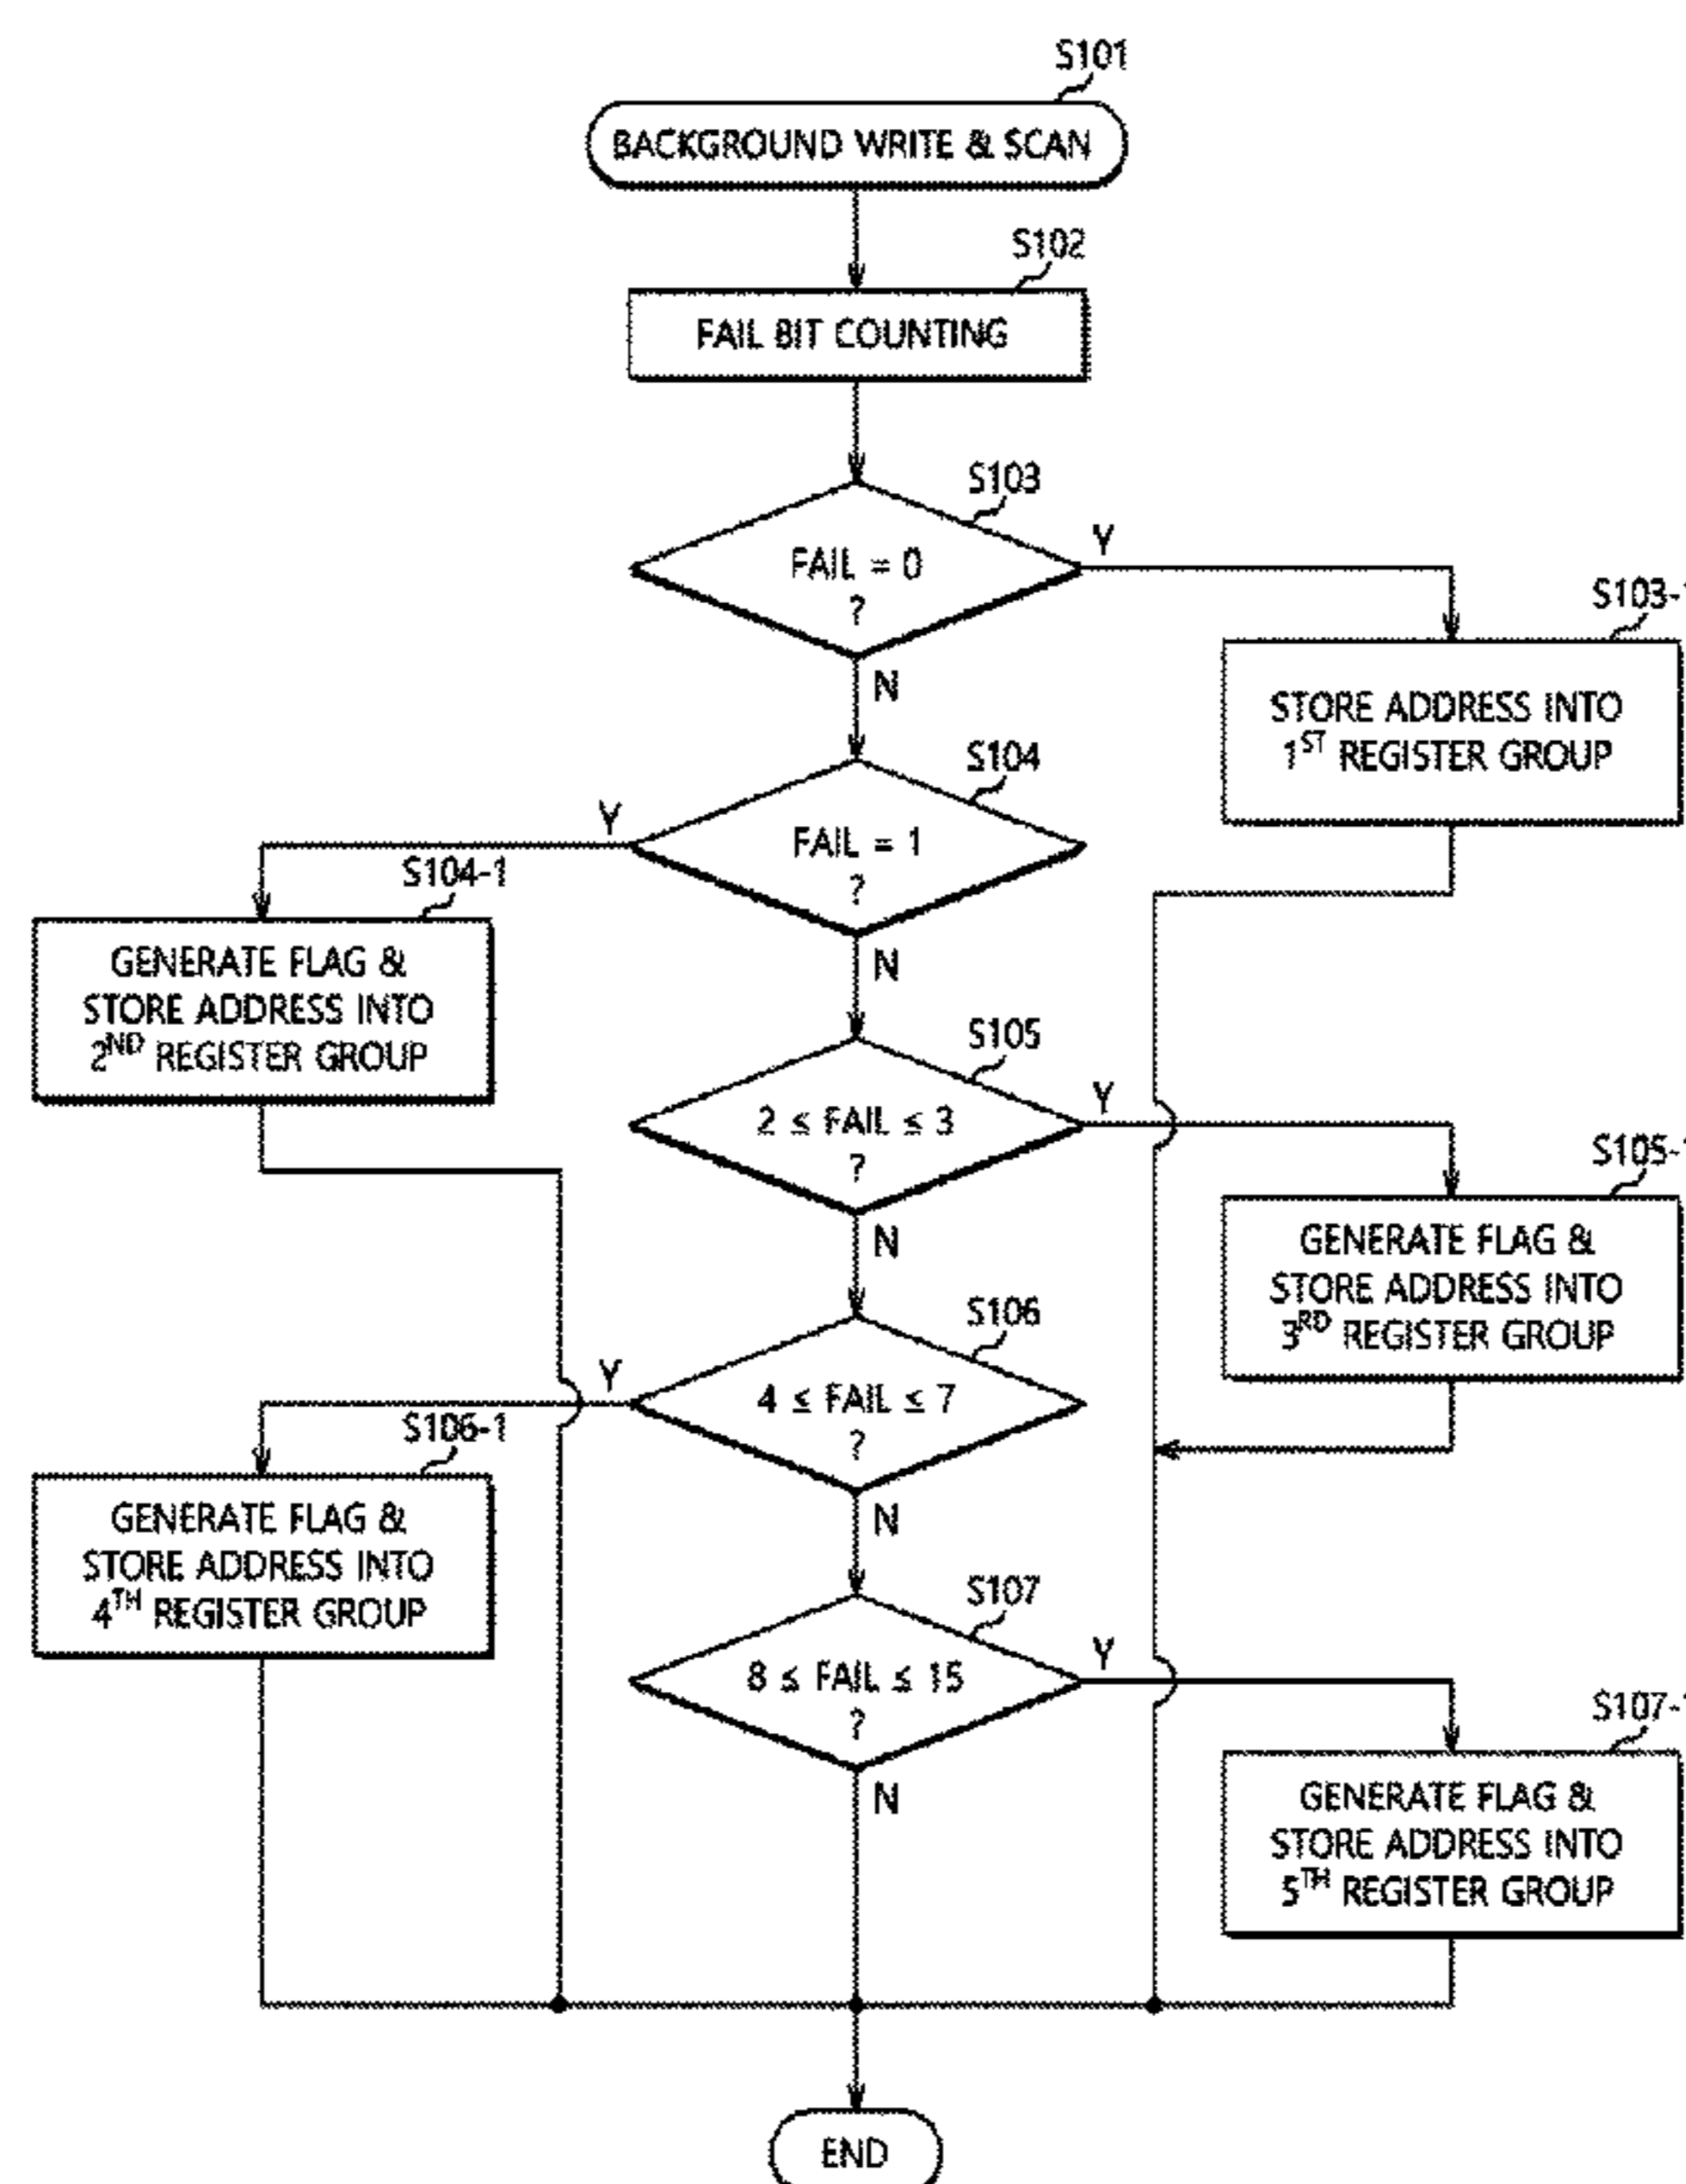 S101
BACKGROUND WRITE & SCAN
S102
FAIL BIT COUNTING
S103
FAIL = 0
?
Y
N
S103-1
STORE ADDRESS INTO
1ST REGISTER GROUP
S104
FAIL = 1
?
Y
N
S104-1
GENERATE FLAG &
STORE ADDRESS INTO
2ND REGISTER GROUP
S105
2 ≤ FAIL ≤ 3
?
Y
N
S105-1
GENERATE FLAG &
STORE ADDRESS INTO
3RD REGISTER GROUP
S106
4 ≤ FAIL ≤ 7
?
Y
N
S106-1
GENERATE FLAG &
STORE ADDRESS INTO
4TH REGISTER GROUP
S107
8 ≤ FAIL ≤ 15
?
Y
N
S107-1
GENERATE FLAG &
STORE ADDRESS INTO
5TH REGISTER GROUP
END